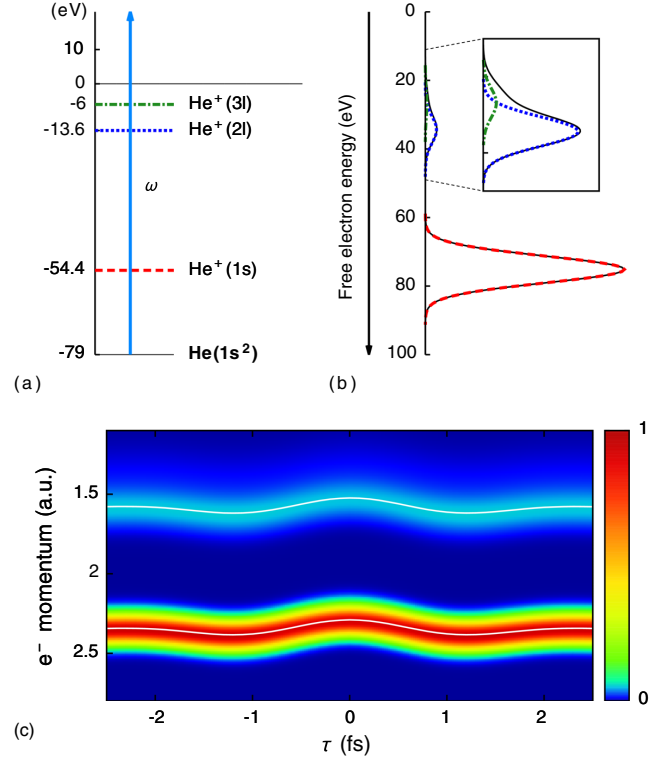 (eV)
10
0
-6
He⁺(3l)
-13.6
He⁺(2l)
ω
-54.4
He⁺(1s)
-79
He(1s²)
(a)
0
20
40
60
80
100
Free electron energy (eV)
(b)
1.5
2
2.5
e⁻ momentum (a.u.)
-2
-1
0
1
2
τ (fs)
1
0
(c)